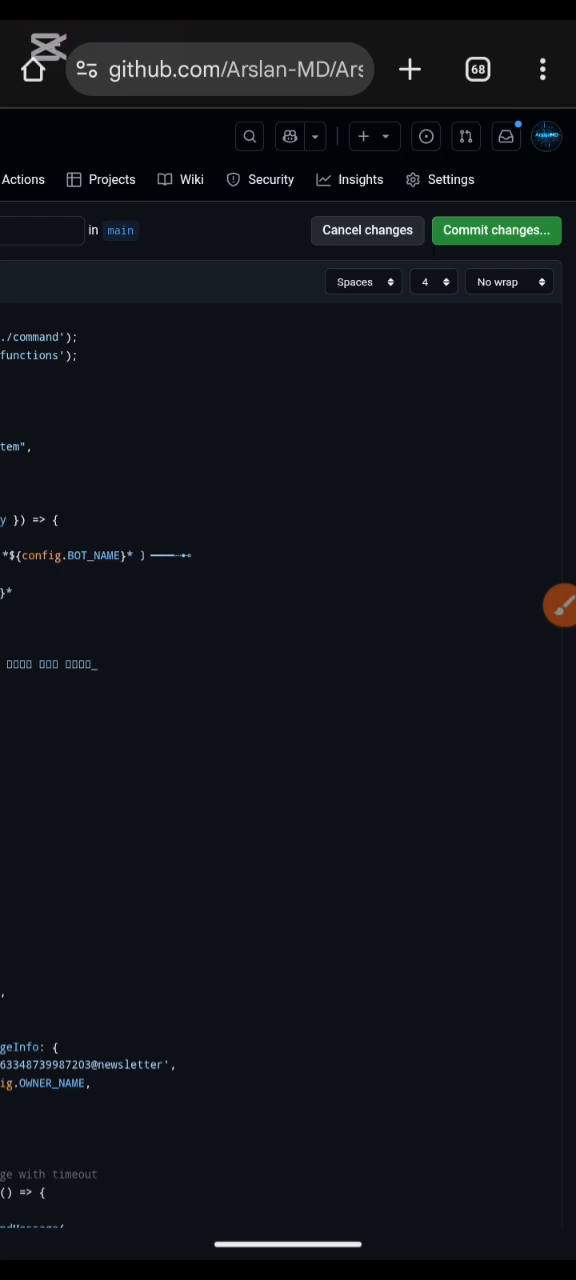 github.com/Arslan-MD/Ars
68
Actions
Projects
Wiki
Security
Insights
Settings
in main
Cancel changes
Commit changes...
Spaces
4
No wrap
./command');
functions');
tem",
y }) => {
*${config.BOT_NAME}* ]
}*
_
,
geInfo: {
63348739987203@newsletter',
ig.OWNER_NAME,
ge with timeout
() => {